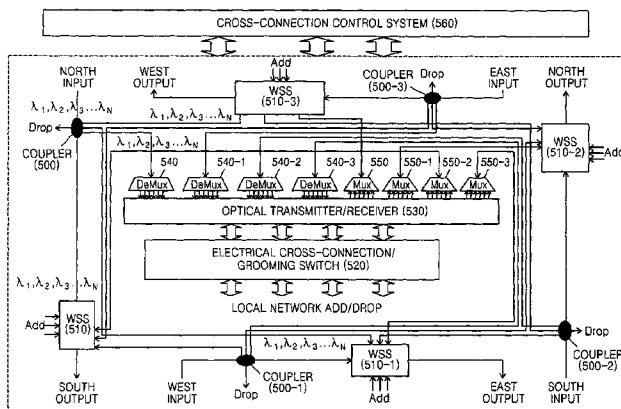 CROSS-CONNECTION CONTROL SYSTEM (560)
NORTH INPUT
WEST OUTPUT
Add
WSS (510-3)
COUPLER (500-3)
Drop
EAST INPUT
NORTH OUTPUT
λ1, λ2, λ3...λN
λ1, λ2, λ3...λN
Drop
COUPLER (500)
λ1, λ2, λ3...λN
WSS (510-2)
Add
540
540-1
540-2
540-3
550
550-1
550-2
550-3
DeMux
DeMux
DeMux
DeMux
Mux
Mux
Mux
Mux
OPTICAL TRANSMITTER/RECEIVER (530)
ELECTRICAL CROSS-CONNECTION/
GROOMING SWITCH (520)
LOCAL NETWORK ADD/DROP
λ1, λ2, λ3...λN
Add
WSS (510)
λ1, λ2, λ3...λN
WSS (510-1)
Drop
COUPLER (500-2)
SOUTH OUTPUT
WEST INPUT
COUPLER (500-1)
Drop
Add
EAST OUTPUT
SOUTH INPUT